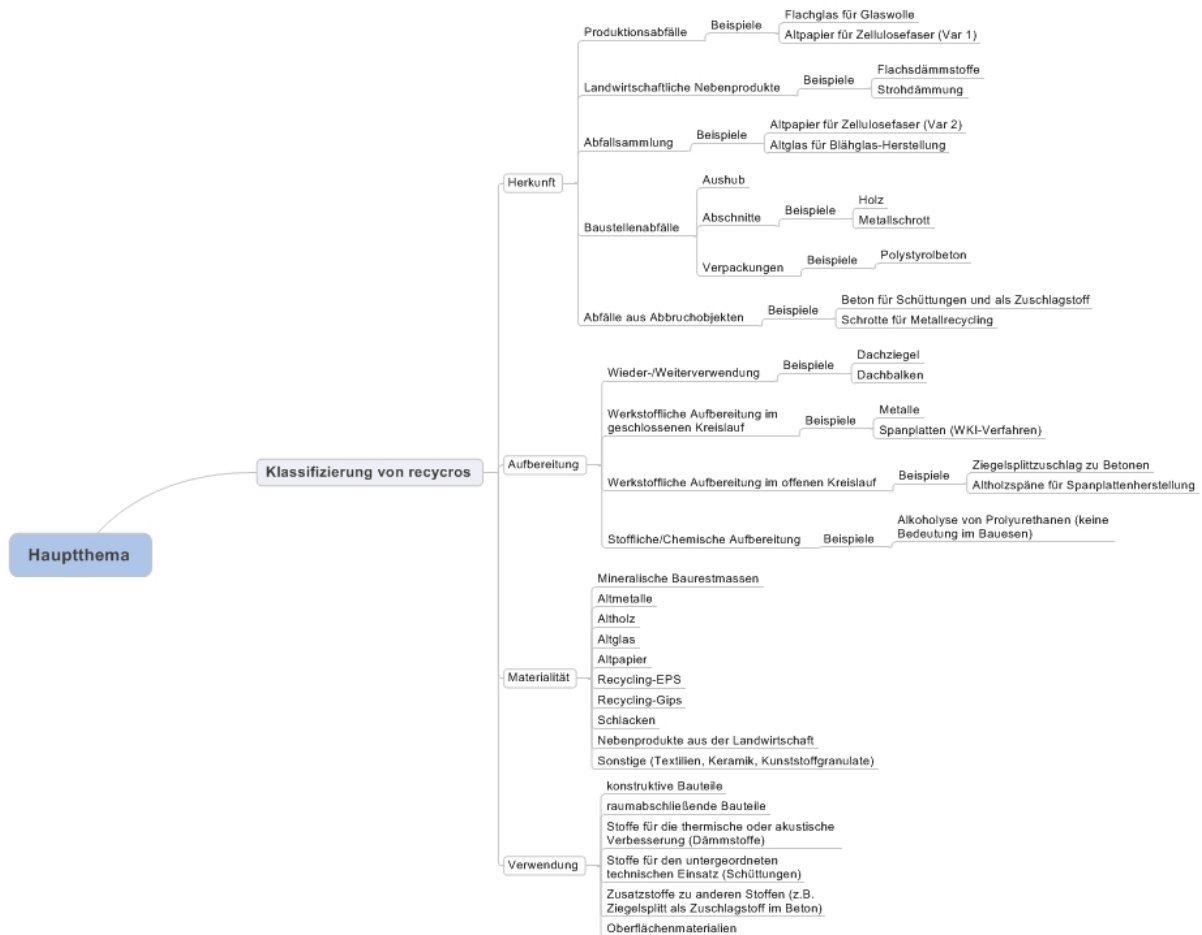 Hauptthema
Klassifizierung von recycros
Herkunft
Produktionsabfälle
Beispiele
Flachglas für Glaswolle
Altpapier für Zellulosefaser (Var 1)
Landwirtschaftliche Nebenprodukte
Beispiele
Flachsdämmstoffe
Strohdämmung
Abfallsammlung
Beispiele
Altpapier für Zellulosefaser (Var 2)
Altglas für Blähglas-Herstellung
Baustellenabfälle
Aushub
Abschnitte
Beispiele
Holz
Metallschrott
Verpackungen
Beispiele
Polystyrolbeton
Abfälle aus Abbruchobjekten
Beispiele
Beton für Schüttungen und als Zuschlagstoff
Schrotte für Metallrecycling
Aufbereitung
Wieder-/Weiterverwendung
Beispiele
Dachziegel
Dachbalken
Werkstoffliche Aufbereitung im
geschlossenen Kreislauf
Beispiele
Metalle
Spanplatten (WKI-Verfahren)
Werkstoffliche Aufbereitung im offenen Kreislauf
Beispiele
Ziegelsplittzuschlag zu Betonen
Altholzspäne für Spanplattenherstellung
Stoffliche/Chemische Aufbereitung
Beispiele
Alkoholyse von Prolyurethanen (keine
Bedeutung im Bauesen)
Materialität
Mineralische Baurestmassen
Altmetalle
Altholz
Altglas
Altpapier
Recycling-EPS
Recycling-Gips
Schlacken
Nebenprodukte aus der Landwirtschaft
Sonstige (Textilien, Keramik, Kunststoffgranulate)
Verwendung
konstruktive Bauteile
raumabschließende Bauteile
Stoffe für die thermische oder akustische
Verbesserung (Dämmstoffe)
Stoffe für den untergeordneten
technischen Einsatz (Schüttungen)
Zusatzstoffe zu anderen Stoffen (z.B.
Ziegelsplitt als Zuschlagstoff im Beton)
Oberflächenmaterialien